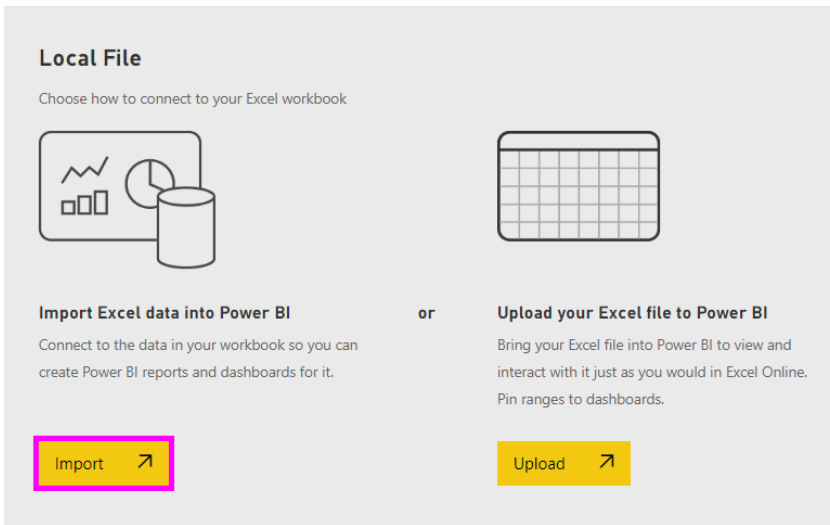 Local File
Choose how to connect to your Excel workbook
Import Excel data into Power BI
Connect to the data in your workbook so you can
create Power BI reports and dashboards for it.
Import
or
Upload your Excel file to Power BI
Bring your Excel file into Power BI to view and
interact with it just as you would in Excel Online.
Pin ranges to dashboards.
Upload